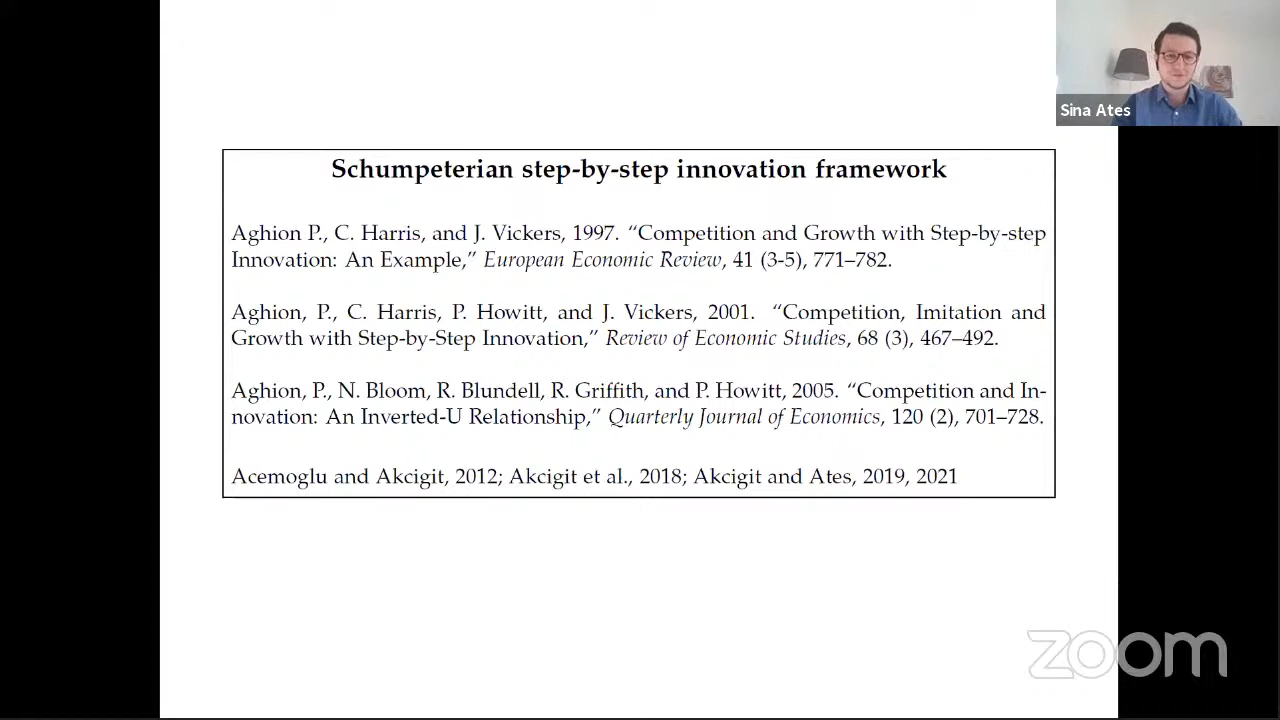 Sina Ates
Schumpeterian step-by-step innovation framework
Aghion P., C. Harris, and J. Vickers, 1997. “Competition and Growth with Step-by-step
Innovation: An Example,” European Economic Review, 41 (3-5), 771–782.
Aghion, P., C. Harris, P. Howitt, and J. Vickers, 2001. “Competition, Imitation and
Growth with Step-by-Step Innovation,” Review of Economic Studies, 68 (3), 467–492.
Aghion, P., N. Bloom, R. Blundell, R. Griffith, and P. Howitt, 2005. “Competition and In-
novation: An Inverted-U Relationship,” Quarterly Journal of Economics, 120 (2), 701–728.
Acemoglu and Akcigit, 2012; Akcigit et al., 2018; Akcigit and Ates, 2019, 2021
zoom